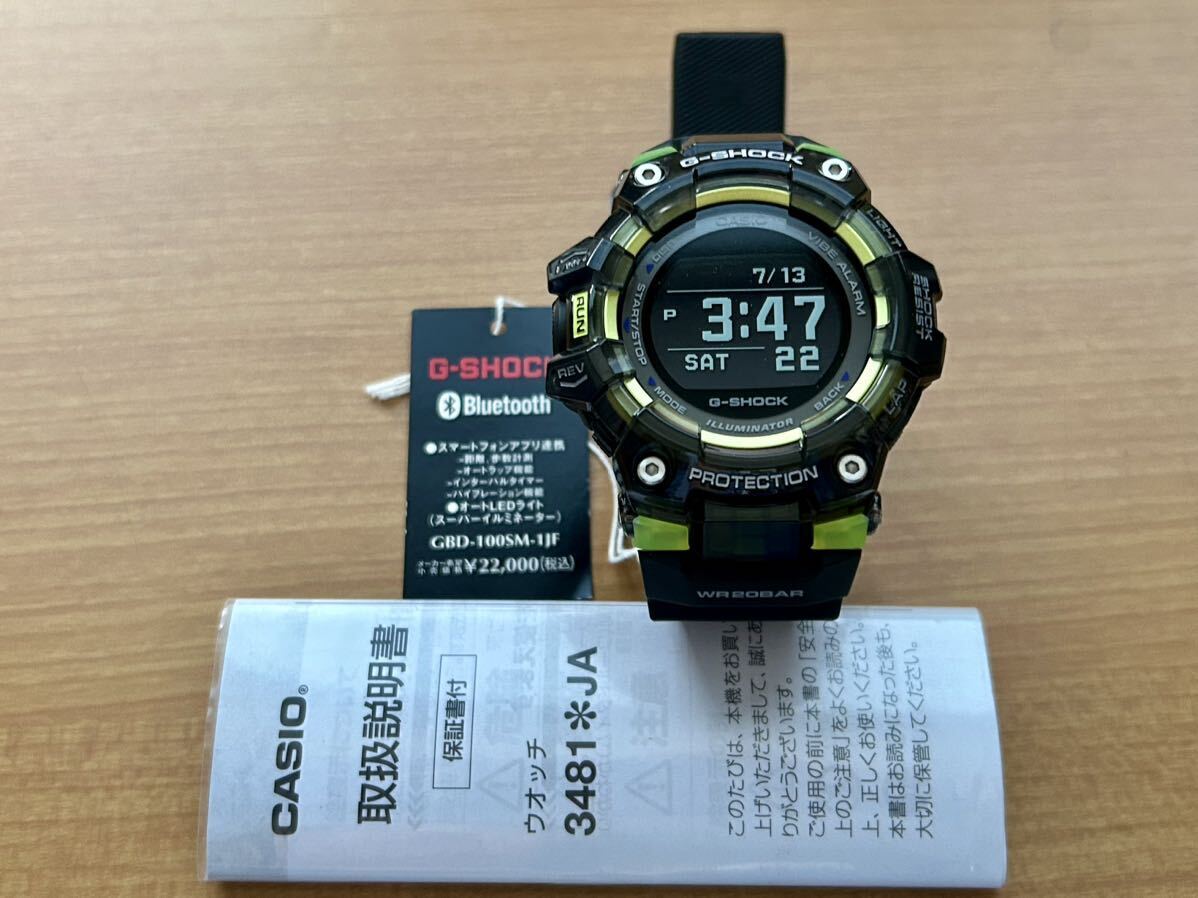 G-SHOCK
CASIO
LIGHT
VIBE ALARM
START/STOP
RUN
REV
SHOCK RESIST
LAP
7/13
P 3:47
SAT 22
G-SHOCK
MODE
BACK
ILLUMINATOR
PROTECTION
WR20BAR
G-SHOCK
Bluetooth
●スマートフォンアプリ連携
-距離、歩数計測
-オートラップ機能
-インターバルタイマー
-バイブレーション機能
●オートLEDライト
(スーパーイルミネーター)
GBD-100SM-1JF
¥22,000(税込)
CASIO®
取扱説明書
保証書付
ウオッチ
3481※JA
このたびは、本機をお買い
上げいただきまして、誠にあ
りがとうございます。
ご使用の前に本書の「安全
上のご注意」をよくお読みの
上、正しくお使いください。
本書はお読みになった後も、
大切に保管してください。